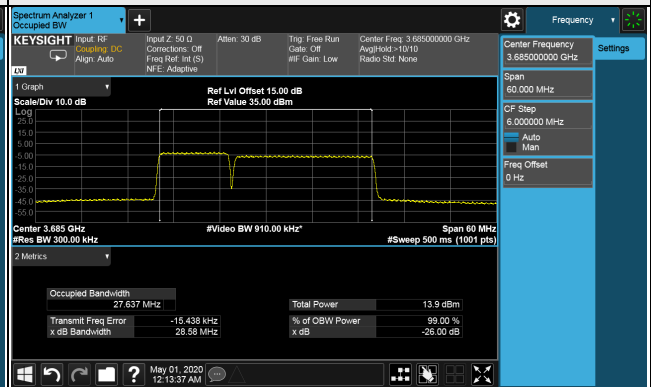 Spectrum Analyzer 1
Occupied BW
Frequency
KEYSIGHT
Input: RF
Coupling: DC
Align: Auto
Input Z: 50 Ω
Corrections: Off
Freq Ref: Int (S)
NFE: Adaptive
Atten: 30 dB
Trig: Free Run
Gate: Off
#IF Gain: Low
Center Freq: 3.685000000 GHz
Avg|Hold:>10/10
Radio Std: None
LXI
Center Frequency
3.685000000 GHz
Settings
Span
60.000 MHz
CF Step
6.000000 MHz
Auto
Man
Freq Offset
0 Hz
1 Graph
Scale/Div 10.0 dB
Ref Lvl Offset 15.00 dB
Ref Value 35.00 dBm
Log
25.0
15.0
5.00
-5.00
-15.0
-25.0
-35.0
-45.0
-55.0
Center 3.685 GHz
#Res BW 300.00 kHz
#Video BW 910.00 kHz*
Span 60 MHz
#Sweep 500 ms (1001 pts)
2 Metrics
Occupied Bandwidth
27.637 MHz
Transmit Freq Error -15.438 kHz
x dB Bandwidth 28.58 MHz
Total Power 13.9 dBm
% of OBW Power 99.00 %
x dB -26.00 dB
?
May 01, 2020
12:13:37 AM